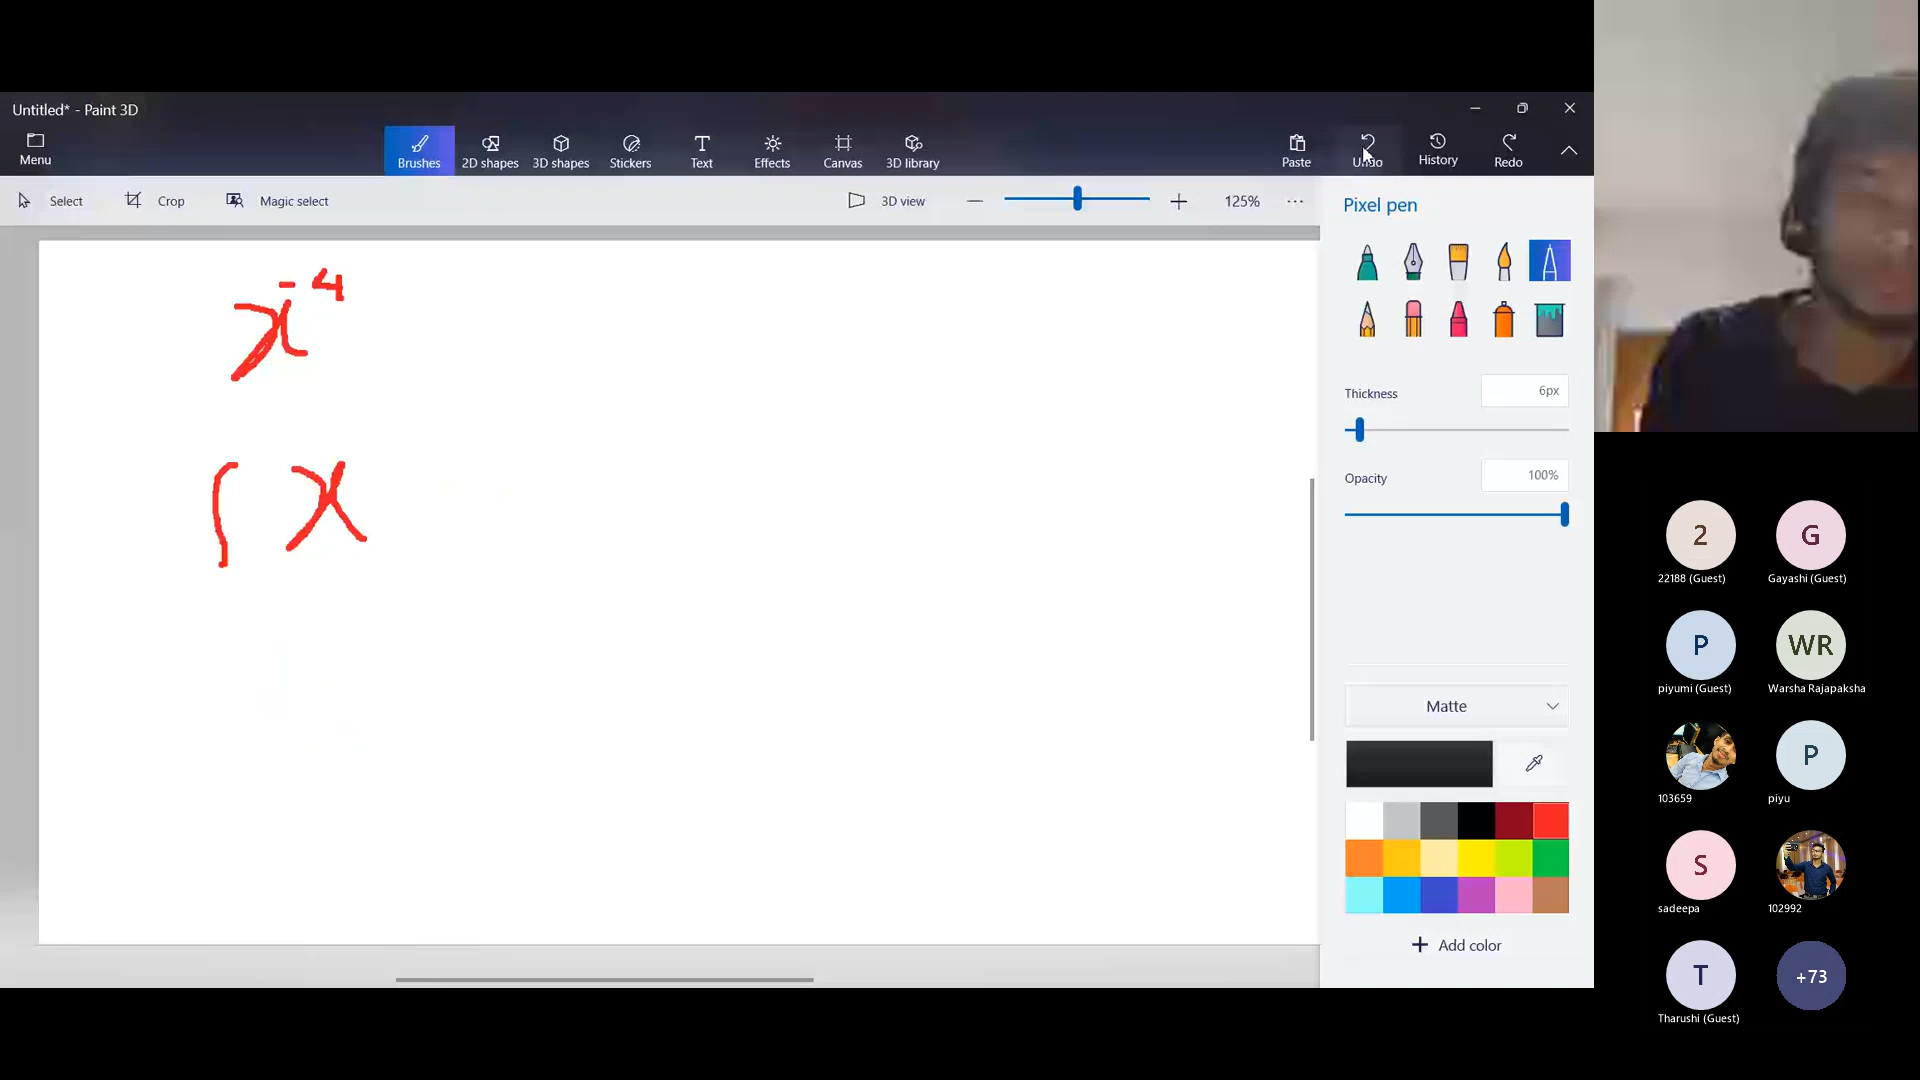 Untitled* - Paint 3D
Menu
Brushes
2D shapes
3D shapes
Stickers
Text
Effects
Canvas
3D library
Paste
Undo
History
Redo
Select
Crop
Magic select
3D view
125%
Pixel pen
Thickness
6px
Opacity
100%
Matte
Add color
x⁻⁴
∫ x
2
22188 (Guest)
G
Gayashi (Guest)
P
piyumi (Guest)
WR
Warsha Rajapaksha
103659
P
piyu
S
sadeepa
102992
T
Tharushi (Guest)
+73